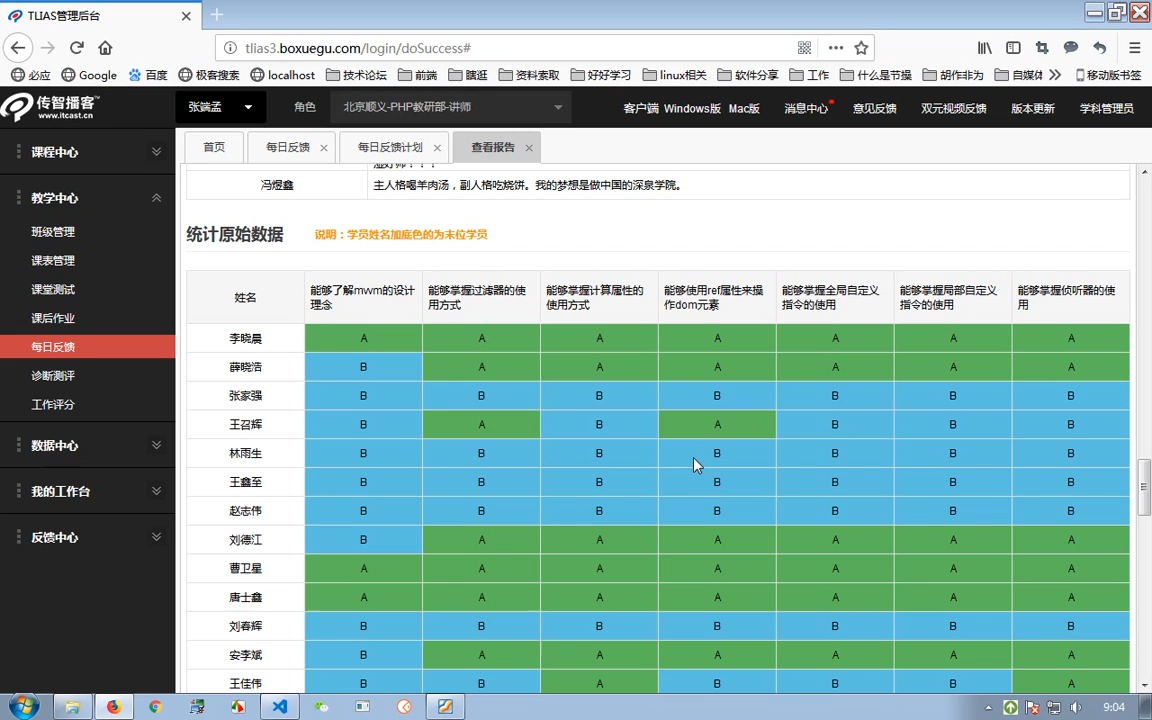 TLIAS管理后台
tlias3.boxuegu.com/login/doSuccess#
必应 Google 百度 极客搜索 localhost 技术论坛 前端 瞎逛 资料素取 好好学习 linux相关 软件分享 工作 什么是节操 胡作非为 自媒体 移动版书签
传智播客 www.itcast.cn 张端孟 角色 北京顺义-PHP教研部-讲师 客户端 Windows版 Mac版 消息中心 意见反馈 双元视频反馈 版本更新 学科管理员
首页 每日反馈 每日反馈计划 查看报告
课程中心
教学中心
班级管理
课表管理
课堂测试
课后作业
每日反馈
诊断测评
工作评分
数据中心
我的工作台
反馈中心
冯煜鑫 主人格喝羊肉汤，副人格吃烧饼。我的梦想是做中国的深泉学院。
统计原始数据 说明：学员姓名加底色的为末位学员
姓名 能够了解mvvm的设计理念 能够掌握过滤器的使用方式 能够掌握计算属性的使用方式 能够使用ref属性来操作dom元素 能够掌握全局自定义指令的使用 能够掌握局部自定义指令的使用 能够掌握侦听器的使用
李晓晨 A A A A A A A
薛晓浩 B A A A A A A
张家强 B B B B B B B
王召辉 B A B A B B B
林雨生 B B B B B B B
王鑫至 B B B B B B B
赵志伟 B B B B B B B
刘德江 B A A A A A A
曹卫星 A A A A A A A
唐士鑫 A A A A A A A
刘春辉 B B B B B B B
安李斌 B A A A A A A
王佳伟 B B A B B B A
9:04